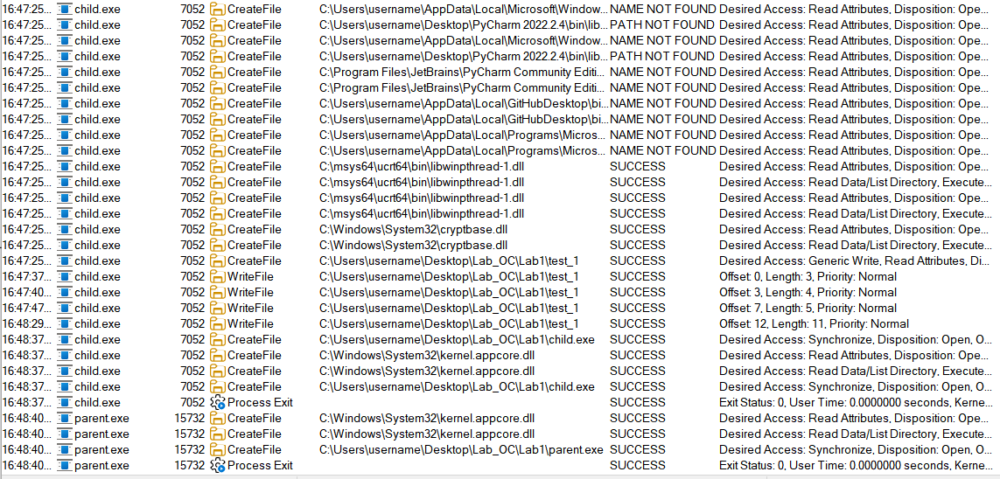 16:47:25... child.exe 7052 CreateFile C:\Users\username\AppData\Local\Microsoft\Window... NAME NOT FOUND Desired Access: Read Attributes, Disposition: Ope...
16:47:25... child.exe 7052 CreateFile C:\Users\username\Desktop\PyCharm 2022.2.4\bin\lib... PATH NOT FOUND Desired Access: Read Attributes, Disposition: Ope...
16:47:25... child.exe 7052 CreateFile C:\Users\username\AppData\Local\Microsoft\Window... NAME NOT FOUND Desired Access: Read Attributes, Disposition: Ope...
16:47:25... child.exe 7052 CreateFile C:\Users\username\Desktop\PyCharm 2022.2.4\bin\lib... PATH NOT FOUND Desired Access: Read Attributes, Disposition: Ope...
16:47:25... child.exe 7052 CreateFile C:\Program Files\JetBrains\PyCharm Community Editi... NAME NOT FOUND Desired Access: Read Attributes, Disposition: Ope...
16:47:25... child.exe 7052 CreateFile C:\Program Files\JetBrains\PyCharm Community Editi... NAME NOT FOUND Desired Access: Read Attributes, Disposition: Ope...
16:47:25... child.exe 7052 CreateFile C:\Users\username\AppData\Local\GitHubDesktop\bi... NAME NOT FOUND Desired Access: Read Attributes, Disposition: Ope...
16:47:25... child.exe 7052 CreateFile C:\Users\username\AppData\Local\GitHubDesktop\bi... NAME NOT FOUND Desired Access: Read Attributes, Disposition: Ope...
16:47:25... child.exe 7052 CreateFile C:\Users\username\AppData\Local\Programs\Micros... NAME NOT FOUND Desired Access: Read Attributes, Disposition: Ope...
16:47:25... child.exe 7052 CreateFile C:\Users\username\AppData\Local\Programs\Micros... NAME NOT FOUND Desired Access: Read Attributes, Disposition: Ope...
16:47:25... child.exe 7052 CreateFile C:\msys64\ucrt64\bin\libwinpthread-1.dll SUCCESS Desired Access: Read Attributes, Disposition: Ope...
16:47:25... child.exe 7052 CreateFile C:\msys64\ucrt64\bin\libwinpthread-1.dll SUCCESS Desired Access: Read Data/List Directory, Execute...
16:47:25... child.exe 7052 CreateFile C:\msys64\ucrt64\bin\libwinpthread-1.dll SUCCESS Desired Access: Read Attributes, Disposition: Ope...
16:47:25... child.exe 7052 CreateFile C:\msys64\ucrt64\bin\libwinpthread-1.dll SUCCESS Desired Access: Read Data/List Directory, Execute...
16:47:25... child.exe 7052 CreateFile C:\Windows\System32\cryptbase.dll SUCCESS Desired Access: Read Attributes, Disposition: Ope...
16:47:25... child.exe 7052 CreateFile C:\Windows\System32\cryptbase.dll SUCCESS Desired Access: Read Data/List Directory, Execute...
16:47:25... child.exe 7052 CreateFile C:\Users\username\Desktop\Lab_OC\Lab1\test_1 SUCCESS Desired Access: Generic Write, Read Attributes, Di...
16:47:37... child.exe 7052 WriteFile C:\Users\username\Desktop\Lab_OC\Lab1\test_1 SUCCESS Offset: 0, Length: 3, Priority: Normal
16:47:40... child.exe 7052 WriteFile C:\Users\username\Desktop\Lab_OC\Lab1\test_1 SUCCESS Offset: 3, Length: 4, Priority: Normal
16:47:47... child.exe 7052 WriteFile C:\Users\username\Desktop\Lab_OC\Lab1\test_1 SUCCESS Offset: 7, Length: 5, Priority: Normal
16:48:29... child.exe 7052 WriteFile C:\Users\username\Desktop\Lab_OC\Lab1\test_1 SUCCESS Offset: 12, Length: 11, Priority: Normal
16:48:37... child.exe 7052 CreateFile C:\Users\username\Desktop\Lab_OC\Lab1\child.exe SUCCESS Desired Access: Synchronize, Disposition: Open, O...
16:48:37... child.exe 7052 CreateFile C:\Windows\System32\kernel.appcore.dll SUCCESS Desired Access: Read Attributes, Disposition: Ope...
16:48:37... child.exe 7052 CreateFile C:\Windows\System32\kernel.appcore.dll SUCCESS Desired Access: Read Data/List Directory, Execute...
16:48:37... child.exe 7052 CreateFile C:\Users\username\Desktop\Lab_OC\Lab1\child.exe SUCCESS Desired Access: Synchronize, Disposition: Open, O...
16:48:37... child.exe 7052 Process Exit SUCCESS Exit Status: 0, User Time: 0.0000000 seconds, Kerne...
16:48:40... parent.exe 15732 CreateFile C:\Windows\System32\kernel.appcore.dll SUCCESS Desired Access: Read Attributes, Disposition: Ope...
16:48:40... parent.exe 15732 CreateFile C:\Windows\System32\kernel.appcore.dll SUCCESS Desired Access: Read Data/List Directory, Execute...
16:48:40... parent.exe 15732 CreateFile C:\Users\username\Desktop\Lab_OC\Lab1\parent.exe SUCCESS Desired Access: Synchronize, Disposition: Open, O...
16:48:40... parent.exe 15732 Process Exit SUCCESS Exit Status: 0, User Time: 0.0000000 seconds, Kerne...